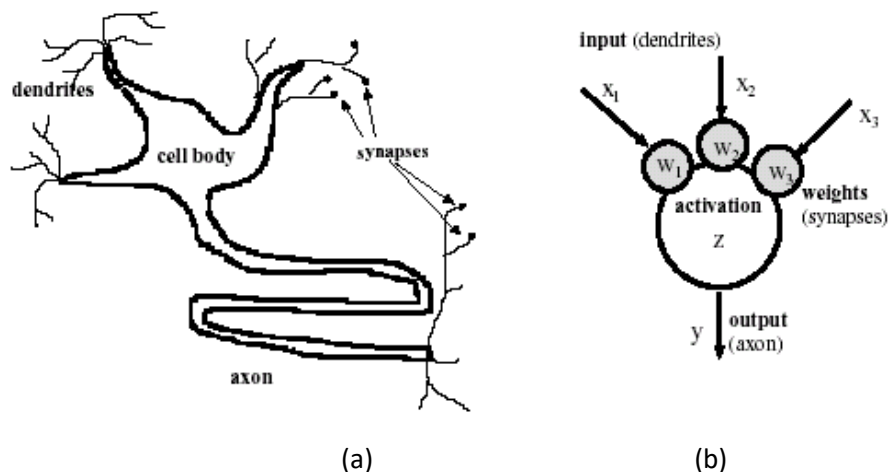 dendrites
cell body
synapses
axon
(a)
input (dendrites)
x₁
x₂
x₃
w₁
w₂
w₃
activation
z
weights
(synapses)
y
output
(axon)
(b)